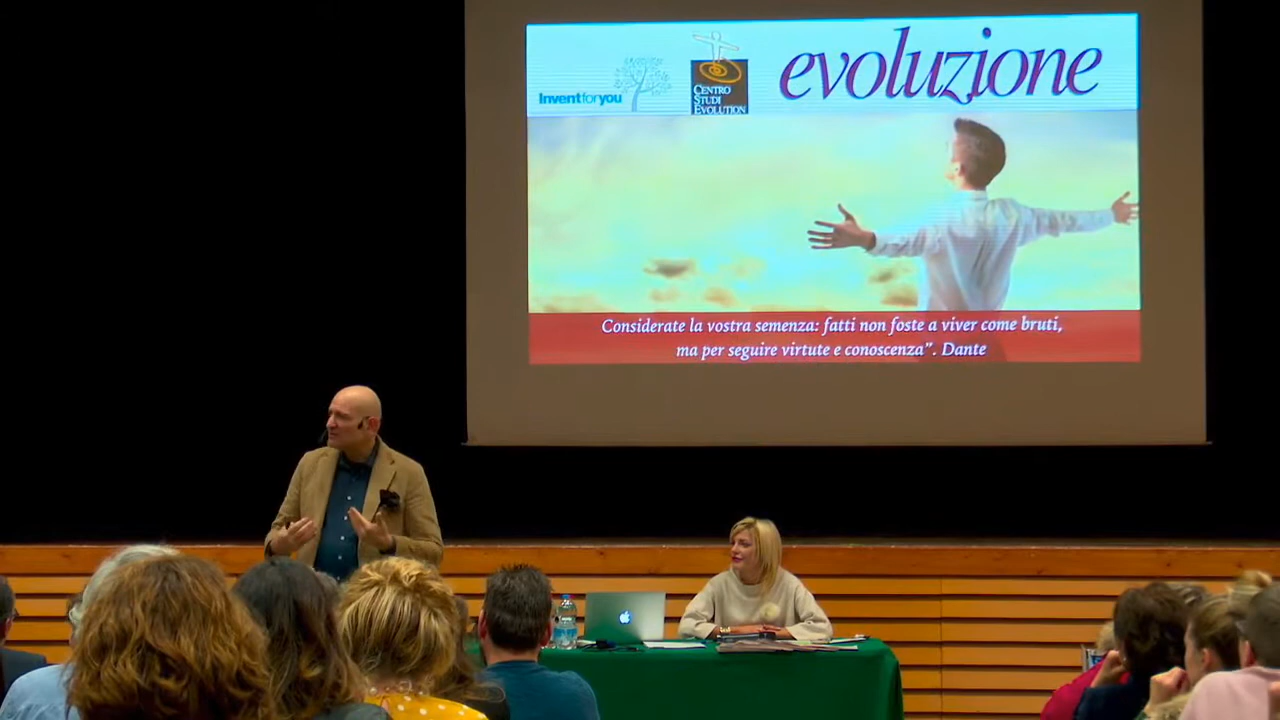 evoluzione
Inventforyou
CENTRO
STUDI
EVOLUTION
Considerate la vostra semenza: fatti non foste a viver come bruti,
ma per seguire virtute e conoscenza”. Dante